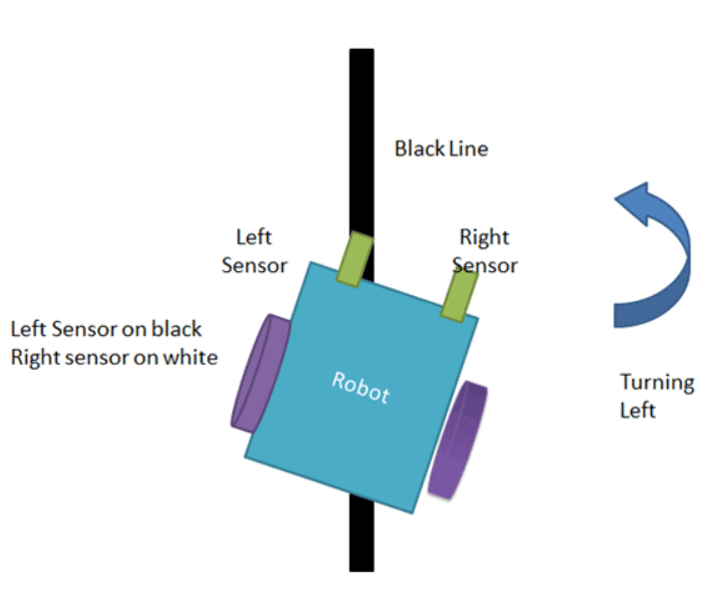 Black Line
Left
Sensor
Right
Sensor
Left Sensor on black
Right sensor on white
Robot
Turning
Left